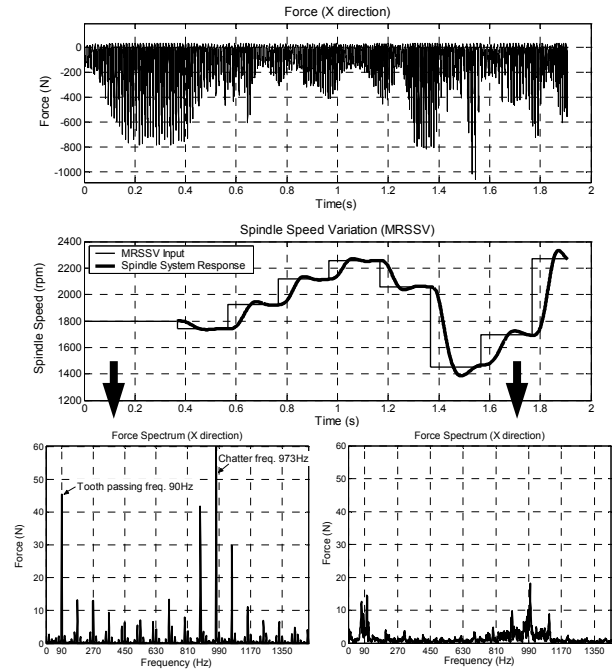 Force (X direction)
Force (N)
0
-200
-400
-600
-800
-1000
0 0.2 0.4 0.6 0.8 1 1.2 1.4 1.6 1.8 2
Time(s)
Spindle Speed Variation (MRSSV)
Spindle Speed (rpm)
2400
2200
2000
1800
1600
1400
1200
MRSSV Input
Spindle System Response
0 0.2 0.4 0.6 0.8 1 1.2 1.4 1.6 1.8 2
Time (s)
Force Spectrum (X direction)
Force (N)
60
50
40
30
20
10
0
Chatter freq. 973Hz
Tooth passing freq. 90Hz
0 90 270 450 630 810 990 1170 1350
Frequency (Hz)
Force Spectrum (X direction)
Force (N)
60
50
40
30
20
10
0
0 90 270 450 630 810 990 1170 1350
Frequency (Hz)